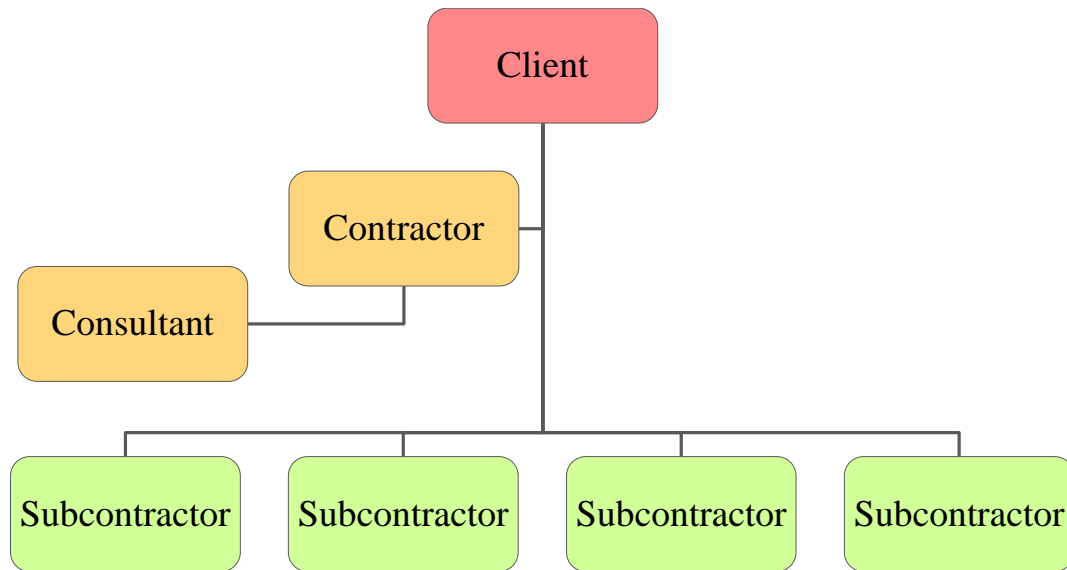 Client
Contractor
Consultant
Subcontractor
Subcontractor
Subcontractor
Subcontractor